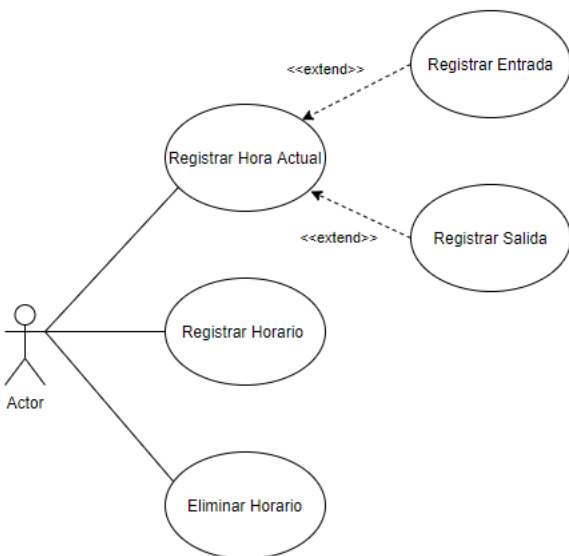 Registrar Entrada
<<extend>>
Registrar Hora Actual
Registrar Salida
<<extend>>
Registrar Horario
Actor
Eliminar Horario